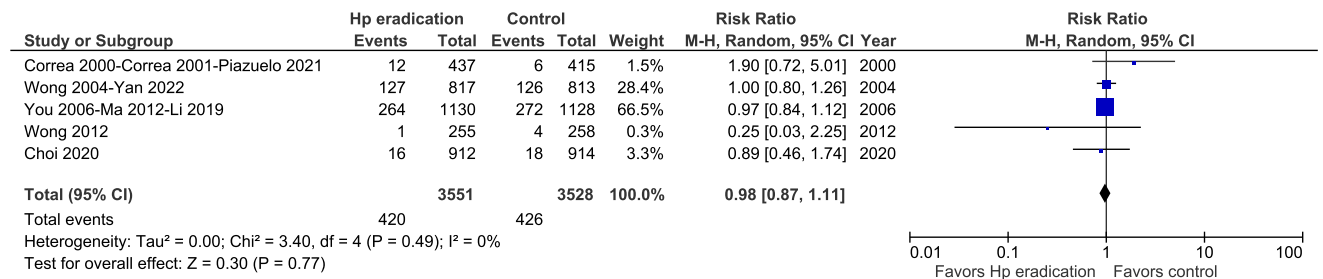 Hp eradication Control Risk Ratio Risk Ratio
Study or Subgroup Events Total Events Total Weight M-H, Random, 95% CI Year M-H, Random, 95% CI
Correa 2000-Correa 2001-Piazuelo 2021 12 437 6 415 1.5% 1.90 [0.72, 5.01] 2000
Wong 2004-Yan 2022 127 817 126 813 28.4% 1.00 [0.80, 1.26] 2004
You 2006-Ma 2012-Li 2019 264 1130 272 1128 66.5% 0.97 [0.84, 1.12] 2006
Wong 2012 1 255 4 258 0.3% 0.25 [0.03, 2.25] 2012
Choi 2020 16 912 18 914 3.3% 0.89 [0.46, 1.74] 2020
Total (95% CI) 3551 3528 100.0% 0.98 [0.87, 1.11]
Total events 420 426
Heterogeneity: Tau² = 0.00; Chi² = 3.40, df = 4 (P = 0.49); I² = 0%
Test for overall effect: Z = 0.30 (P = 0.77)
0.01 0.1 1 10 100
Favors Hp eradication Favors control